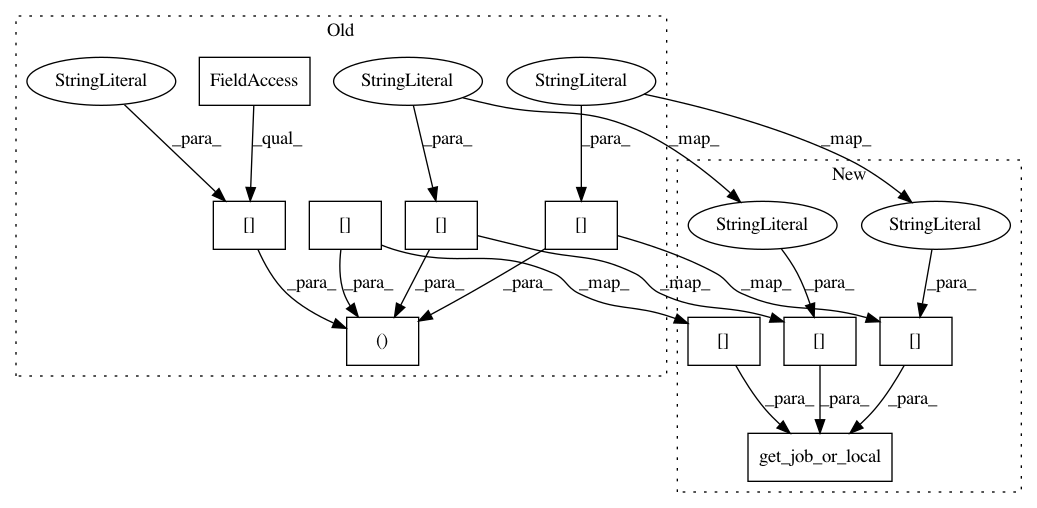 Old
StringLiteral
FieldAccess
StringLiteral
StringLiteral
_para_
_qual_
_para_
_map_
_para_
_map_
New
[]
[]
[]
[]
StringLiteral
StringLiteral
_para_
_para_
_map_
_para_
_map_
_para_
_map_
_para_
_para_
()
[]
[]
[]
_para_
_para_
_para_
get_job_or_local